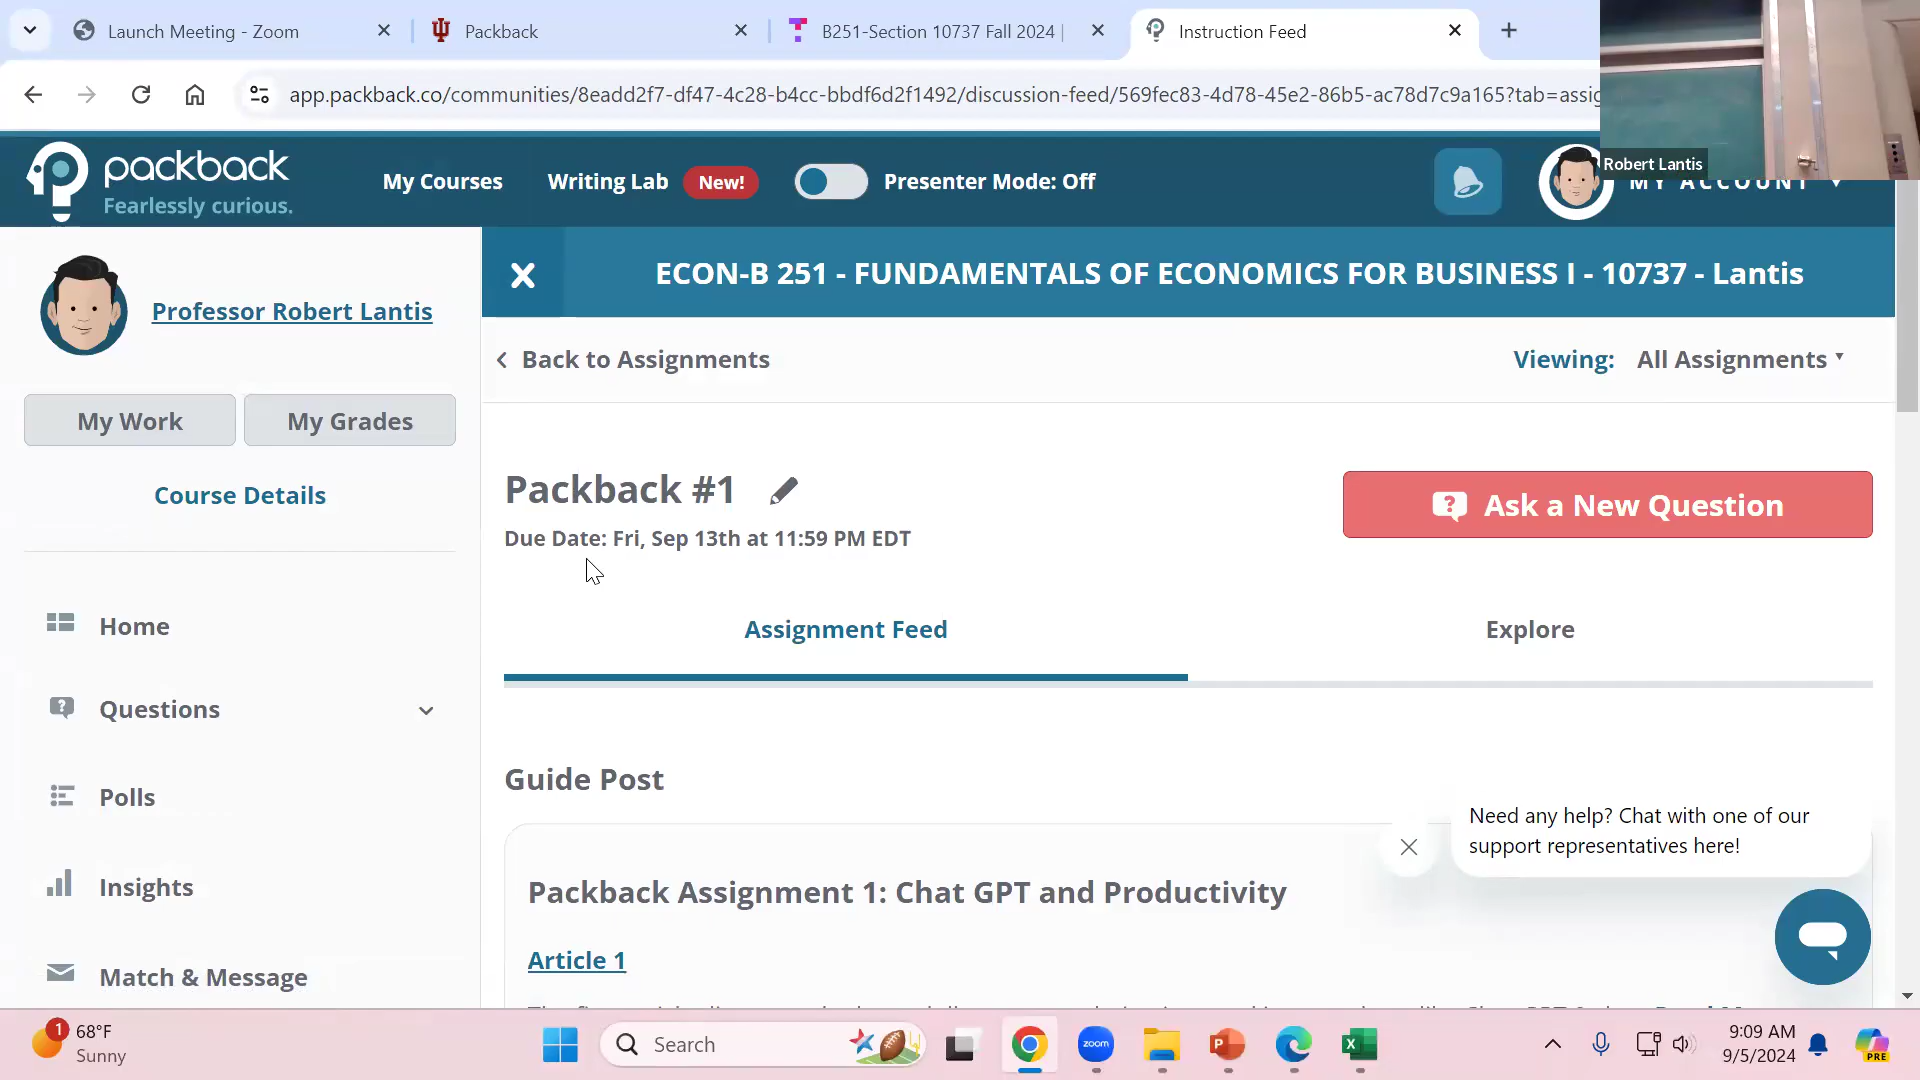 Launch Meeting - Zoom
Packback
B251-Section 10737 Fall 2024 |
Instruction Feed
app.packback.co/communities/8eadd2f7-df47-4c28-b4cc-bbdf6d2f1492/discussion-feed/569fec83-4d78-45e2-86b5-ac78d7c9a165?tab=assig
Robert Lantis
packback
Fearlessly curious.
My Courses
Writing Lab
New!
Presenter Mode: Off
MY ACCOUNT
Professor Robert Lantis
My Work
My Grades
Course Details
Home
Questions
Polls
Insights
Match & Message
ECON-B 251 - FUNDAMENTALS OF ECONOMICS FOR BUSINESS I - 10737 - Lantis
Back to Assignments
Viewing: All Assignments
Packback #1
Due Date: Fri, Sep 13th at 11:59 PM EDT
Ask a New Question
Assignment Feed
Explore
Guide Post
Packback Assignment 1: Chat GPT and Productivity
Article 1
Need any help? Chat with one of our
support representatives here!
1
68°F
Sunny
Search
zoom
9:09 AM
9/5/2024
PRE